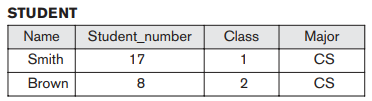 STUDENT
Name Student_number Class Major
Smith 17 1 CS
Brown 8 2 CS